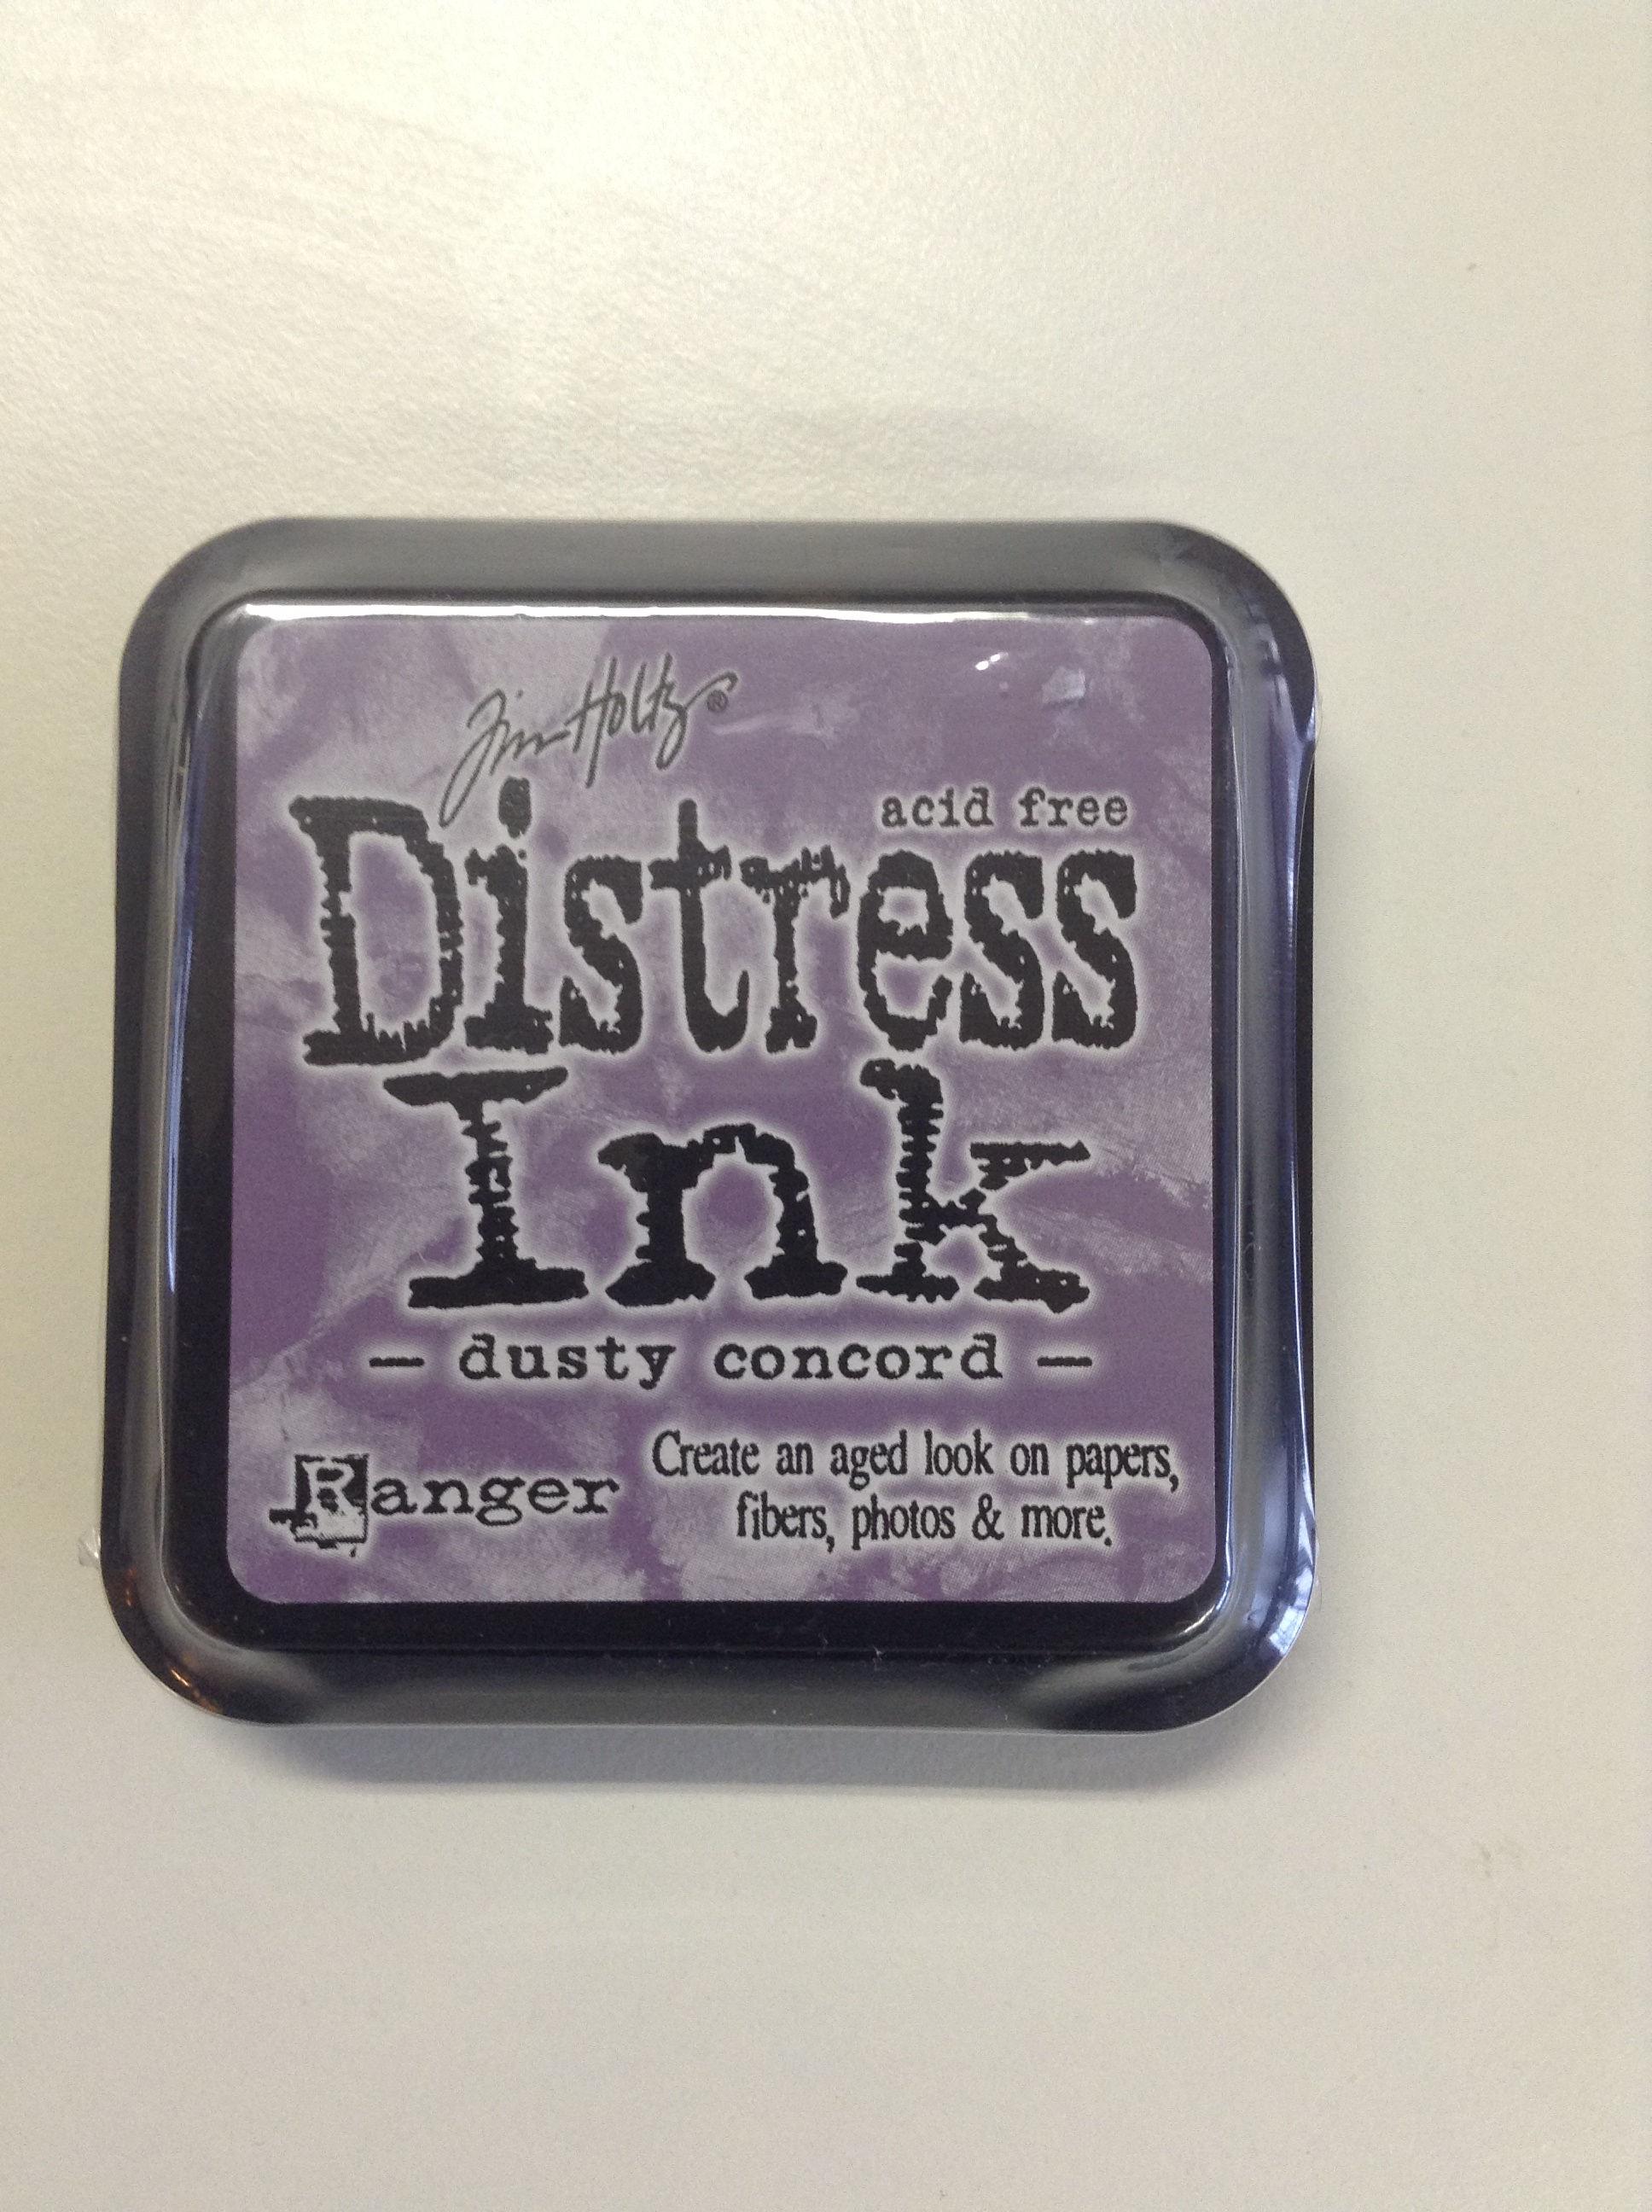 Tim Holtz®
acid free
Distress
Ink
— dusty concord —
Ranger
Create an aged look on papers,
fibers, photos & more.